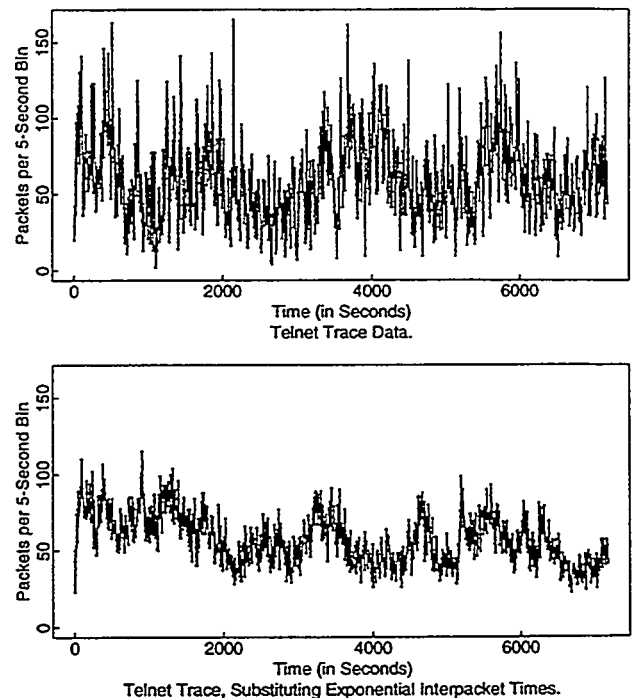 Packets per 5-Second Bin
150
100
50
0
0 2000 4000 6000
Time (in Seconds)
Telnet Trace Data.
Packets per 5-Second Bin
150
100
50
0
0 2000 4000 6000
Time (in Seconds)
Telnet Trace, Substituting Exponential Interpacket Times.